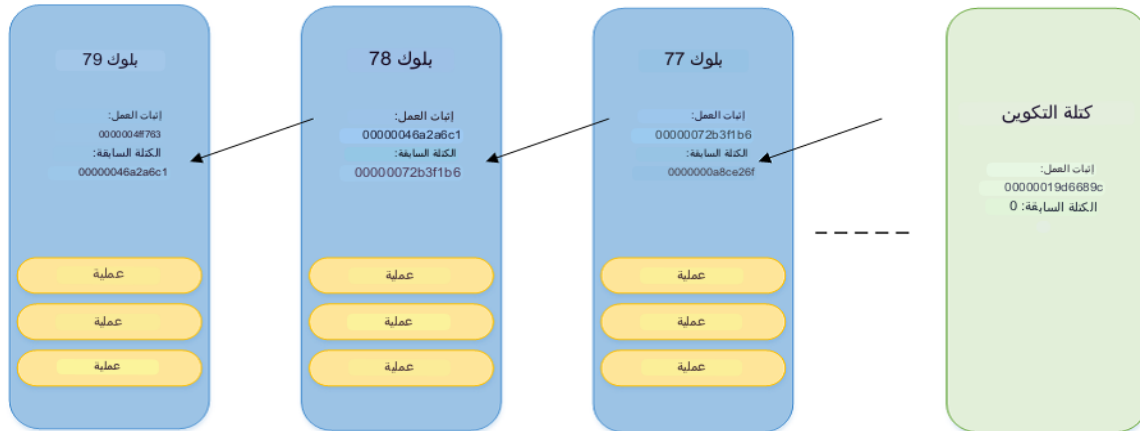 كتلة التكوين
إثبات العمل:
00000019d6689c
الكتلة السابقة: 0
بلوك 77
إثبات العمل:
00000072b3f1b6
الكتلة السابقة:
0000000a8ce26f
عملية
عملية
عملية
بلوك 78
إثبات العمل:
00000046a2a6c1
الكتلة السابقة:
00000072b3f1b6
عملية
عملية
عملية
بلوك 79
إثبات العمل:
0000004ff763
الكتلة السابقة:
00000046a2a6c1
عملية
عملية
عملية